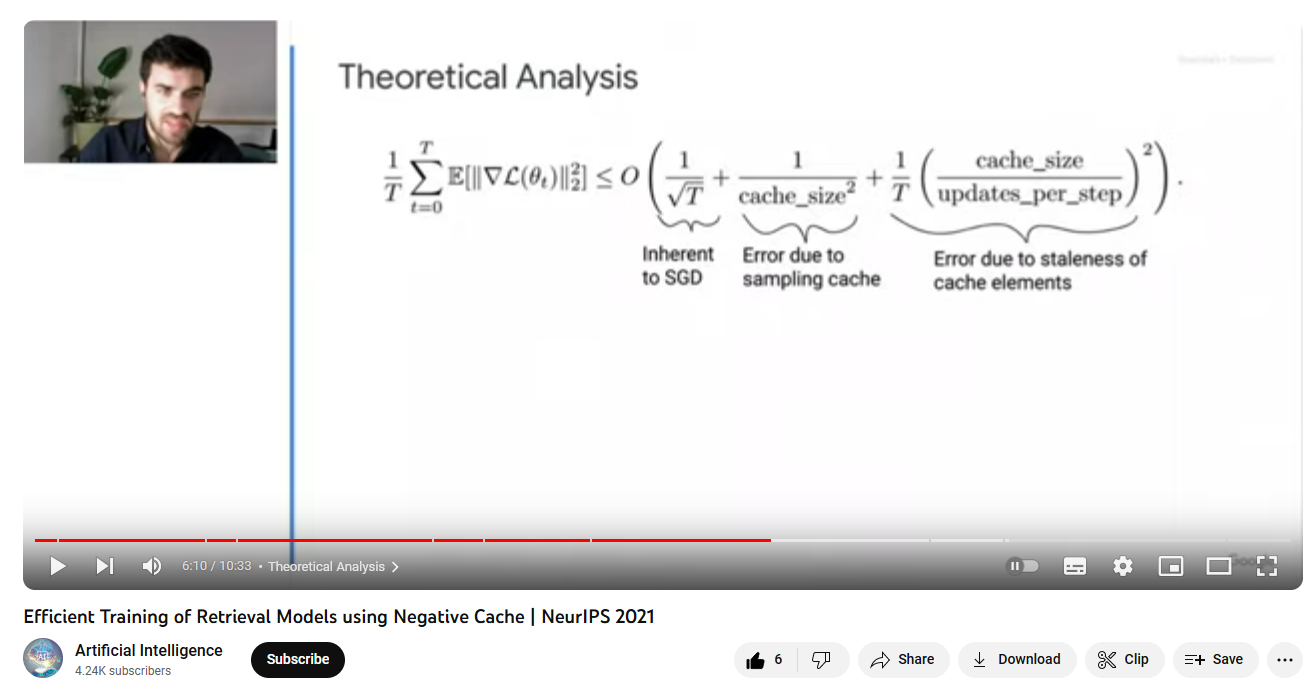 Theoretical Analysis
\frac{1}{T} \sum_{t=0}^{T} \mathbb{E}[\|\nabla \mathcal{L}(\theta_t)\|_2^2] \leq O \left( \frac{1}{\sqrt{T}} + \frac{1}{\text{cache\_size}^2} + \frac{1}{T} \left( \frac{\text{cache\_size}}{\text{updates\_per\_step}} \right)^2 \right).
Inherent
to SGD
Error due to
sampling cache
Error due to staleness of
cache elements
6:10 / 10:33 • Theoretical Analysis
Efficient Training of Retrieval Models using Negative Cache | NeurIPS 2021
Artificial Intelligence
4.24K subscribers
Subscribe
6
Share
Download
Clip
Save